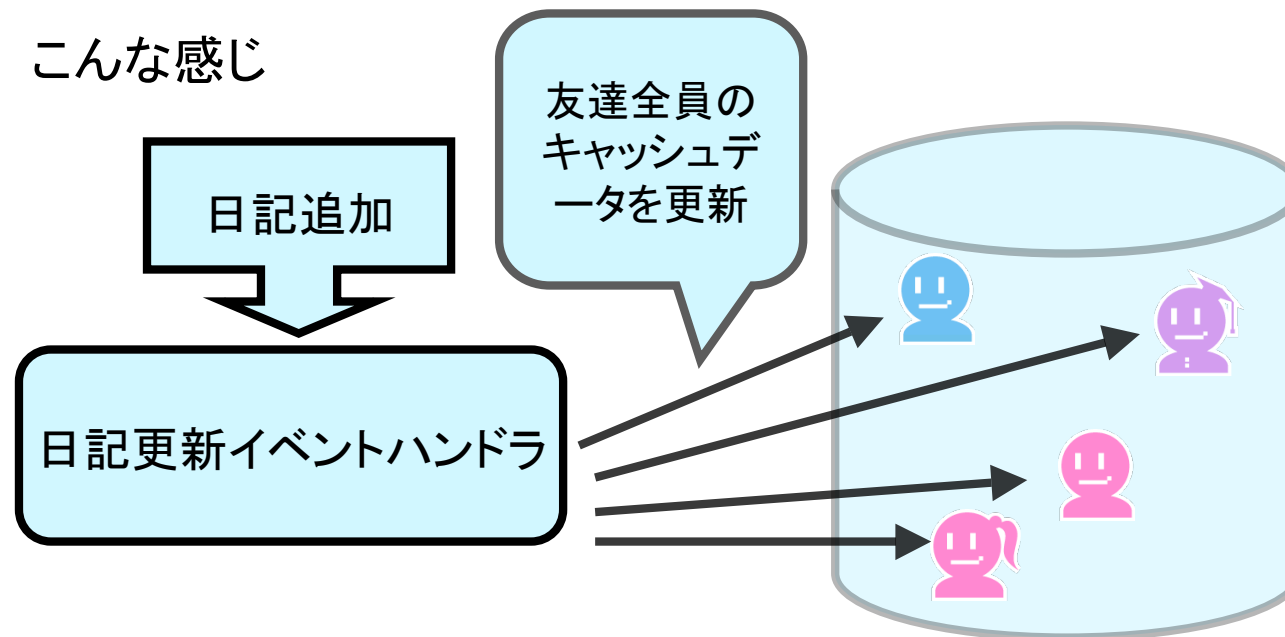 こんな感じ
友達全員の
キャッシュデ
ータを更新
日記追加
日記更新イベントハンドラ